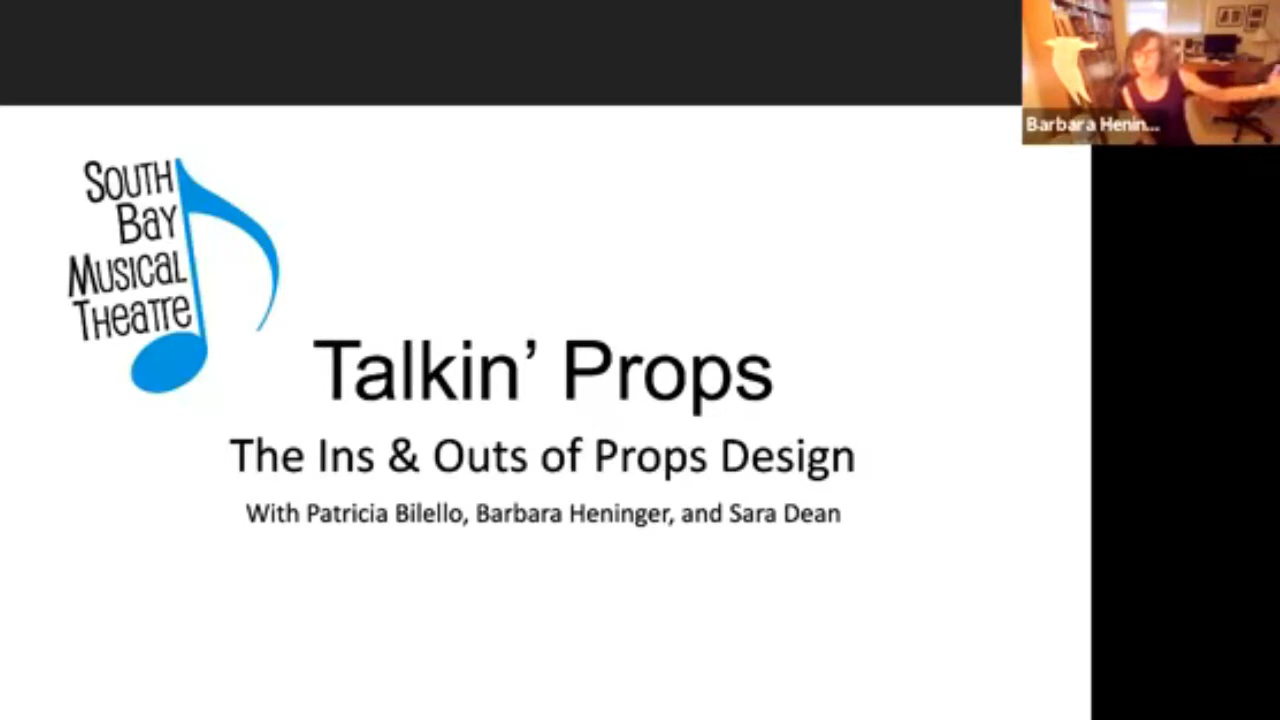 Barbara Henin...
SOUTH
BAY
MUSICAL
THEATRE
Talkin’ Props
The Ins & Outs of Props Design
With Patricia Bilello, Barbara Heninger, and Sara Dean